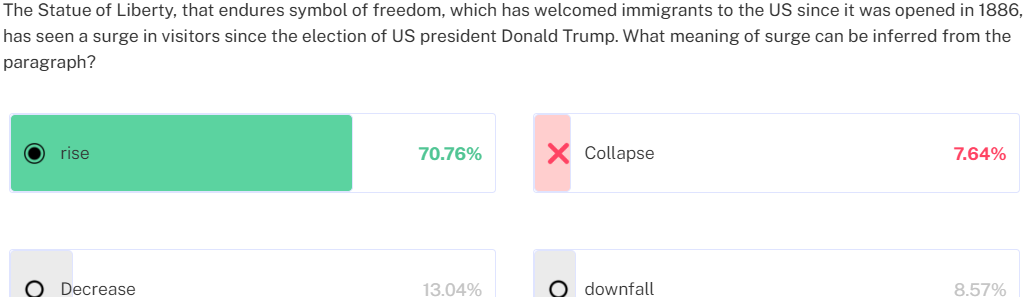 The Statue of Liberty, that endures symbol of freedom, which has welcomed immigrants to the US since it was opened in 1886,
has seen a surge in visitors since the election of US president Donald Trump. What meaning of surge can be inferred from the
paragraph?
rise 70.76%
Collapse 7.64%
Decrease 13.04%
downfall 8.57%